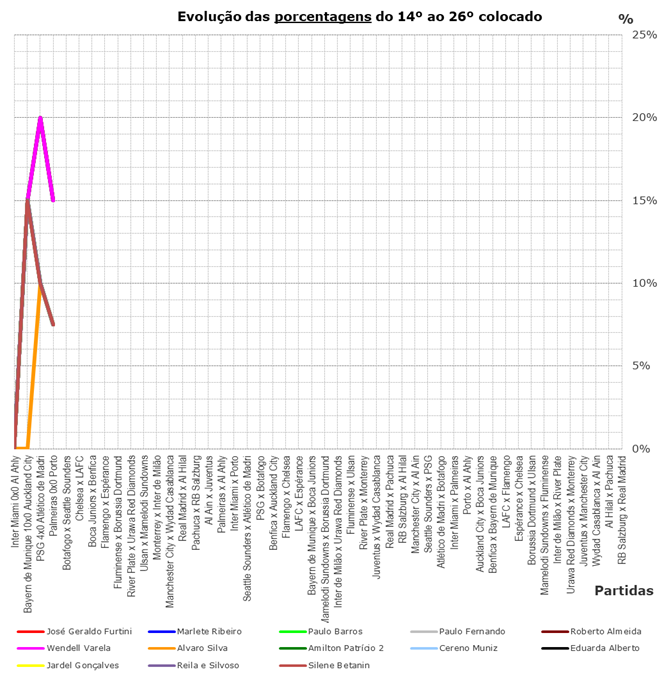 Evolução das porcentagens do 14º ao 26º colocado
%
25%
20%
15%
10%
5%
0%
Inter Miami 0x0 Al Ahly
Bayern de Munique 10x0 Auckland City
PSG 4x0 Atlético de Madri
Palmeiras 0x0 Porto
Botafogo x Seattle Sounders
Chelsea x LAFC
Boca Juniors x Benfica
Flamengo x Espérance
Fluminense x Borussia Dortmund
River Plate x Urawa Red Diamonds
Ulsan x Mamelodi Sundowns
Monterrey x Inter de Milão
Manchester City x Wydad Casablanca
Real Madrid x Al Hilal
Pachuca x RB Salzburg
Al Ain x Juventus
Palmeiras x Al Ahly
Inter Miami x Porto
Seattle Sounders x Atlético de Madri
PSG x Botafogo
Benfica x Auckland City
Flamengo x Chelsea
LAFC x Espérance
Bayern de Munique x Boca Juniors
Mamelodi Sundowns x Borussia Dortmund
Inter de Milão x Urawa Red Diamonds
Fluminense x Ulsan
River Plate x Monterrey
Juventus x Wydad Casablanca
Real Madrid x Pachuca
RB Salzburg x Al Hilal
Manchester City x Al Ain
Seattle Sounders x PSG
Atlético de Madri x Botafogo
Inter Miami x Palmeiras
Porto x Al Ahly
Auckland City x Boca Juniors
Benfica x Bayern de Munique
LAFC x Flamengo
Espérance x Chelsea
Borussia Dortmund x Ulsan
Mamelodi Sundowns x Fluminense
Inter de Milão x River Plate
Urawa Red Diamonds x Monterrey
Juventus x Manchester City
Wydad Casablanca x Al Ain
Al Hilal x Pachuca
RB Salzburg x Real Madrid
Partidas
José Geraldo Furtini
Marlete Ribeiro
Paulo Barros
Paulo Fernando
Roberto Almeida
Wendell Varela
Alvaro Silva
Amilton Patrício 2
Cereno Muniz
Eduarda Alberto
Jardel Gonçalves
Reila e Silvoso
Silene Betanin